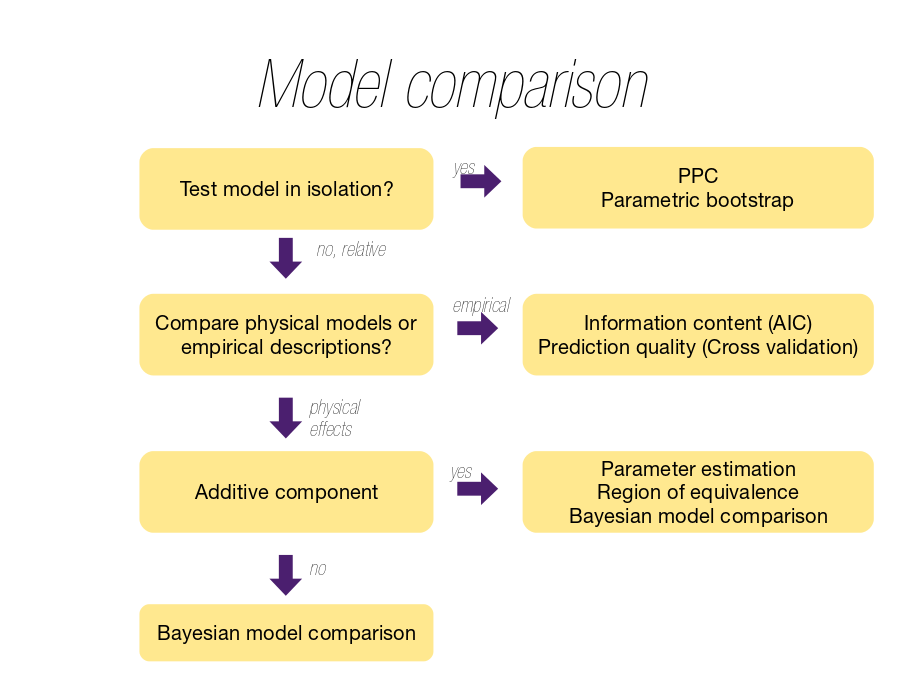 Model comparison
Test model in isolation?
yes
PPC
Parametric bootstrap
no, relative
Compare physical models or
empirical descriptions?
empirical
Information content (AIC)
Prediction quality (Cross validation)
physical
effects
Additive component
yes
Parameter estimation
Region of equivalence
Bayesian model comparison
no
Bayesian model comparison